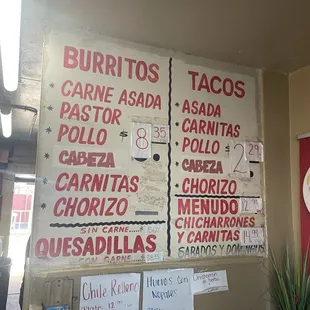 BURRITOS
CARNE ASADA
PASTOR
POLLO $8.35
CABEZA
CARNITAS
CHORIZO
SIN CARNE
QUESADILLAS
CON CARNE
TACOS
ASADA
CARNITAS
POLLO
CABEZA $2.29
CHORIZO
MENUDO
CHICHARRONES
Y CARNITAS
SABADOS Y DOMINGO
Chile Relleno
Huevos Con
Nopales